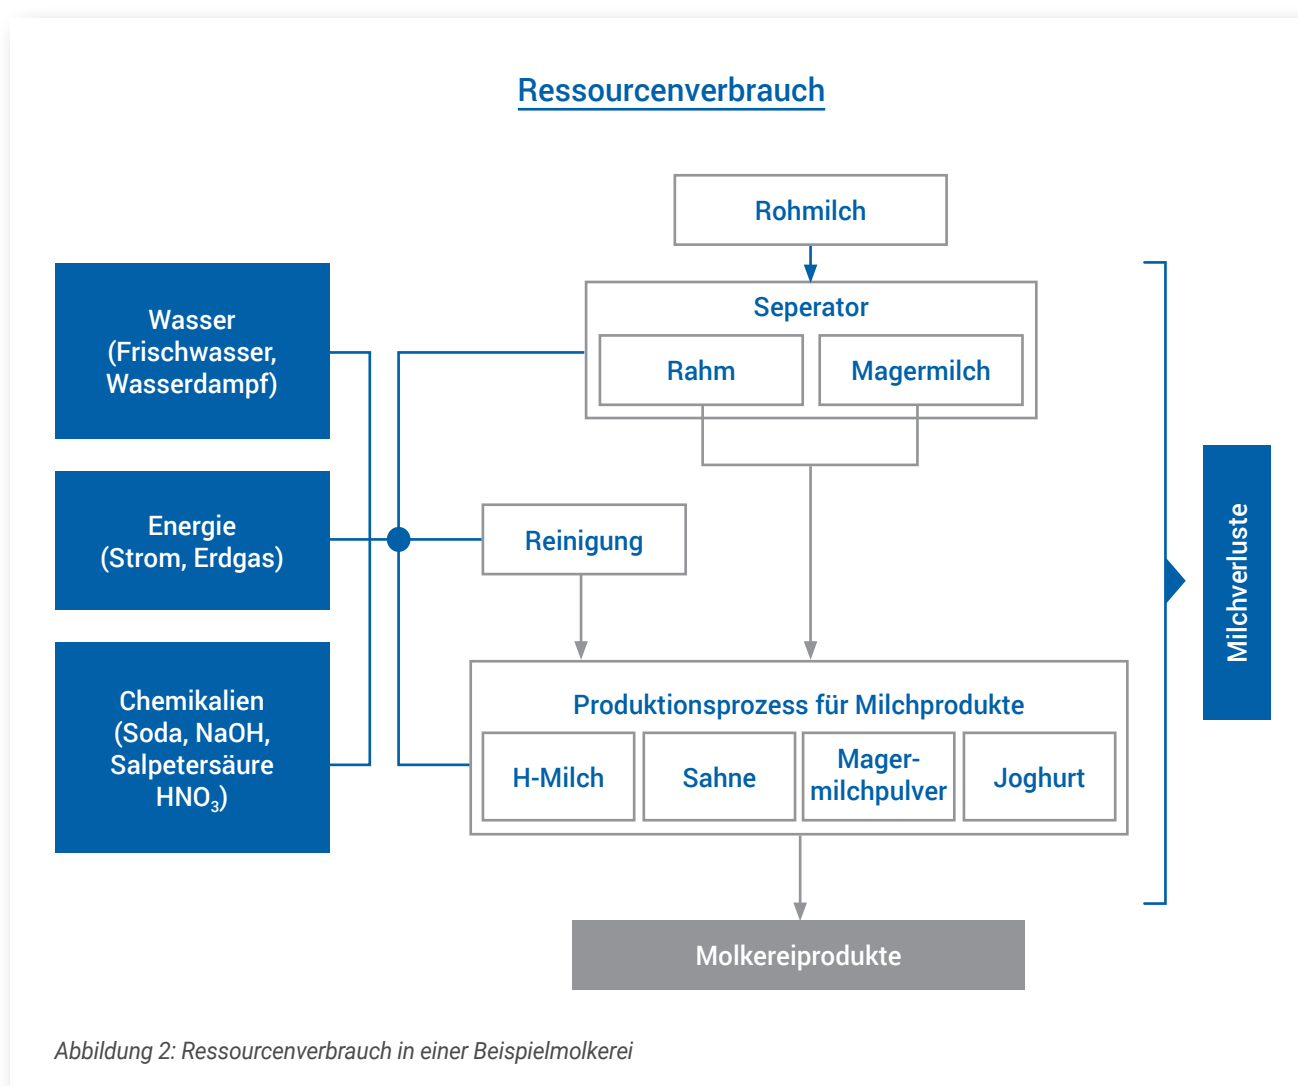 Ressourcenverbrauch
Rohmilch
Seperator
Rahm
Magermilch
Wasser
(Frischwasser,
Wasserdampf)
Energie
(Strom, Erdgas)
Chemikalien
(Soda, NaOH,
Salpetersäure
HNO₃)
Reinigung
Produktionsprozess für Milchprodukte
H-Milch
Sahne
Mager-
milchpulver
Joghurt
Milchverluste
Molkereiprodukte
Abbildung 2: Ressourcenverbrauch in einer Beispielmolkerei